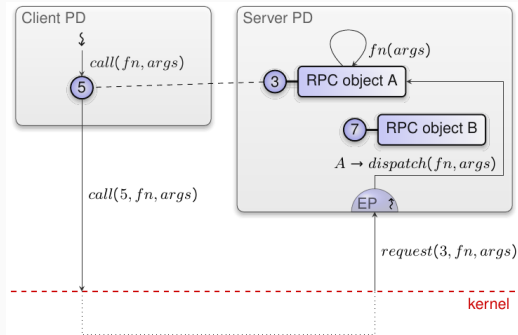 Client PD
Server PD
call(fn, args)
fn(args)
5
3
RPC object A
7
RPC object B
A → dispatch(fn, args)
call(5, fn, args)
EP
request(3, fn, args)
kernel